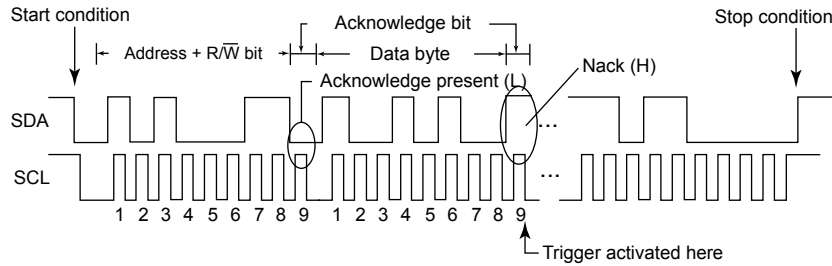 Start condition
Acknowledge bit
Stop condition
Address + R/W̅ bit
Data byte
Acknowledge present (L)
Nack (H)
SDA
...
SCL
...
1 2 3 4 5 6 7 8 9 1 2 3 4 5 6 7 8 9
Trigger activated here